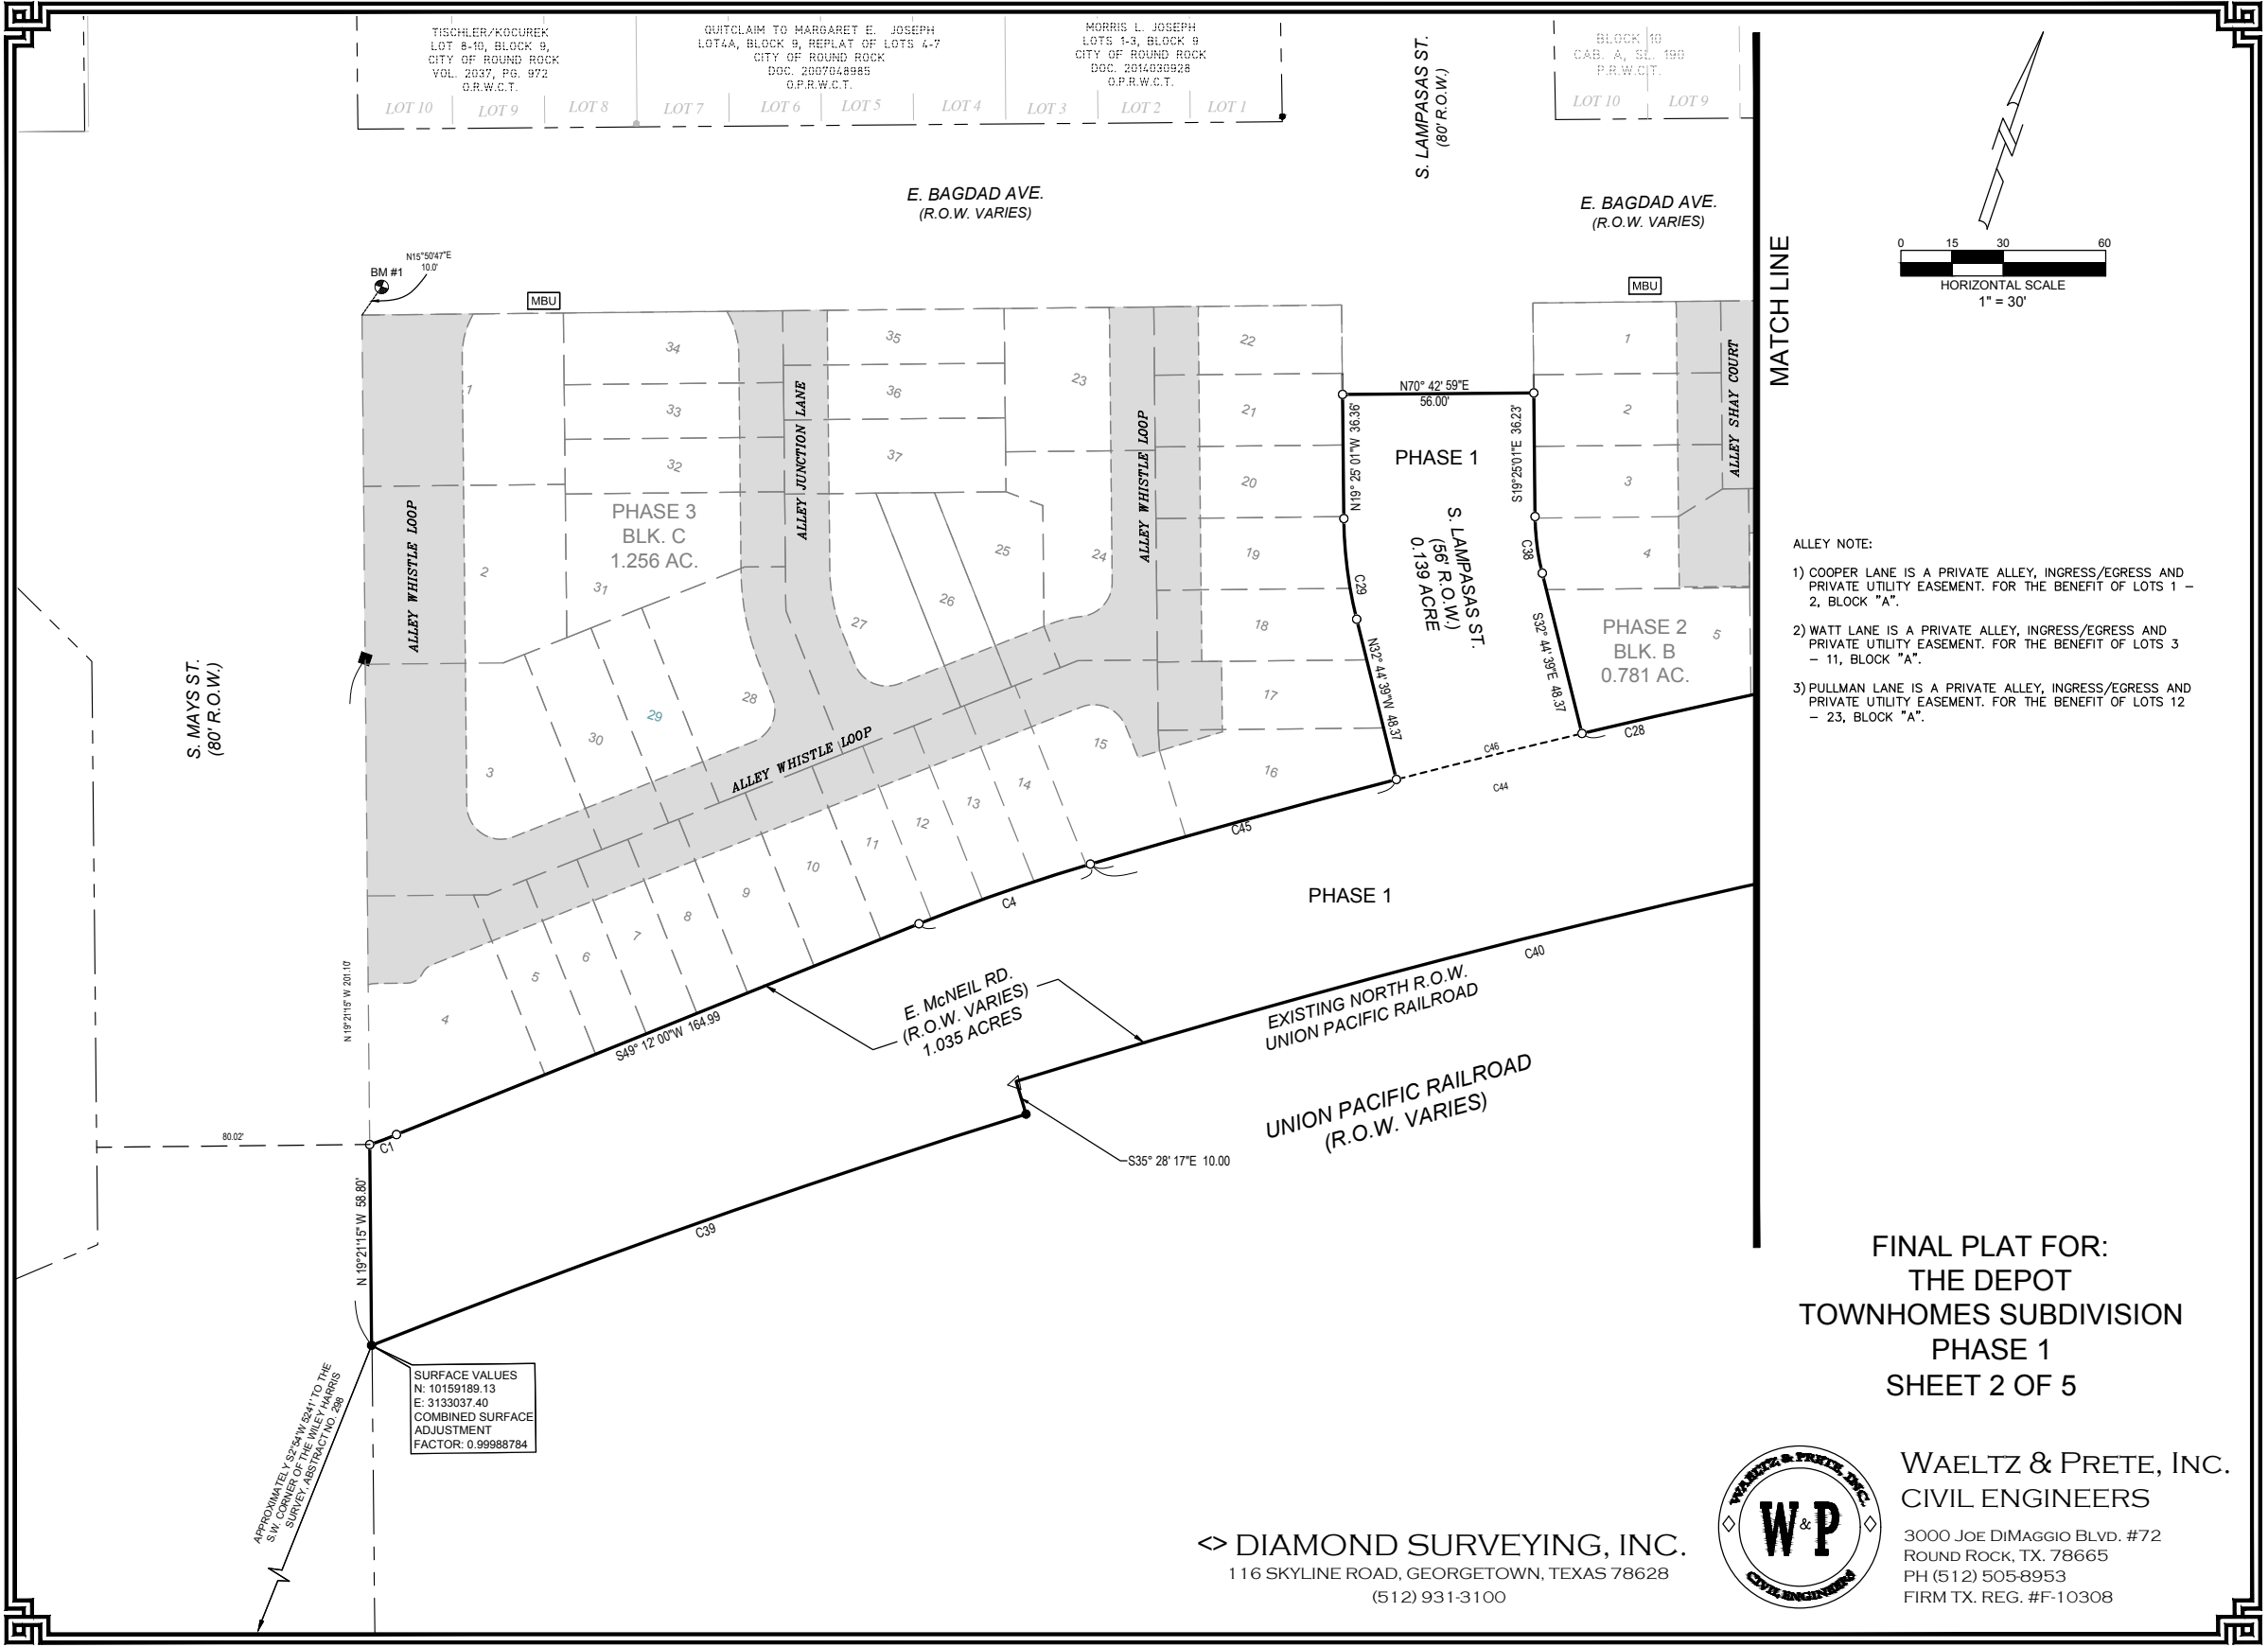 TISCHLER/KOCUREK
LOT 8-10, BLOCK 9,
CITY OF ROUND ROCK
VOL. 2037, PG. 972
O.R.W.C.T.
QUITCLAIM TO MARGARET E. JOSEPH
LOT4A, BLOCK 9, REPLAT OF LOTS 4-7
CITY OF ROUND ROCK
DOC. 2007048985
O.P.R.W.C.T.
MORRIS L. JOSEPH
LOTS 1-3, BLOCK 9
CITY OF ROUND ROCK
DOC. 2014030928
O.P.R.W.C.T.
BLOCK 10
CAB. A, SL. 190
P.R.W.C.T.
LOT 10
LOT 9
LOT 8
LOT 7
LOT 6
LOT 5
LOT 4
LOT 3
LOT 2
LOT 1
LOT 10
LOT 9
S. LAMPASAS ST.
(80' R.O.W.)
E. BAGDAD AVE.
(R.O.W. VARIES)
E. BAGDAD AVE.
(R.O.W. VARIES)
MATCH LINE
0 15 30 60
HORIZONTAL SCALE
1" = 30'
N15°50'47"E
10.0'
BM #1
MBU
MBU
1
34
33
32
35
36
37
23
22
21
20
19
18
17
16
1
2
3
4
5
ALLEY WHISTLE LOOP
ALLEY JUNCTION LANE
ALLEY WHISTLE LOOP
ALLEY SHAY COURT
N70° 42' 59"E
56.00'
N19° 25' 01"W 36.36'
S19°25'01"E 36.23'
PHASE 1
S. LAMPASAS ST.
(56' R.O.W.)
0.139 ACRE
C29
C38
N32° 44' 39"W 48.37
S32° 44' 39"E 48.37
PHASE 3
BLK. C
1.256 AC.
PHASE 2
BLK. B
0.781 AC.
2
31
25
24
26
27
28
29
30
3
15
14
13
12
11
10
9
8
7
6
5
4
ALLEY WHISTLE LOOP
C46
C28
C44
C45
C4
C40
PHASE 1
ALLEY NOTE:
1) COOPER LANE IS A PRIVATE ALLEY, INGRESS/EGRESS AND
PRIVATE UTILITY EASEMENT. FOR THE BENEFIT OF LOTS 1 –
2, BLOCK "A".
2) WATT LANE IS A PRIVATE ALLEY, INGRESS/EGRESS AND
PRIVATE UTILITY EASEMENT. FOR THE BENEFIT OF LOTS 3
– 11, BLOCK "A".
3) PULLMAN LANE IS A PRIVATE ALLEY, INGRESS/EGRESS AND
PRIVATE UTILITY EASEMENT. FOR THE BENEFIT OF LOTS 12
– 23, BLOCK "A".
S. MAYS ST.
(80' R.O.W.)
N 19°21'15" W 201.10'
S49° 12' 00"W 164.99
E. McNEIL RD.
(R.O.W. VARIES)
1.035 ACRES
EXISTING NORTH R.O.W.
UNION PACIFIC RAILROAD
UNION PACIFIC RAILROAD
(R.O.W. VARIES)
S35° 28' 17"E 10.00
80.02'
C1
N 19°21'15" W 58.80'
C39
SURFACE VALUES
N: 10159189.13
E: 3133037.40
COMBINED SURFACE
ADJUSTMENT
FACTOR: 0.99988784
APPROXIMATELY S2°54'W 5241' TO THE
S.W. CORNER OF THE WILEY HARRIS
SURVEY, ABSTRACT NO. 298
FINAL PLAT FOR:
THE DEPOT
TOWNHOMES SUBDIVISION
PHASE 1
SHEET 2 OF 5
<> DIAMOND SURVEYING, INC.
116 SKYLINE ROAD, GEORGETOWN, TEXAS 78628
(512) 931-3100
WAELTZ & PRETE, INC.
W&P
CIVIL ENGINEERS
WAELTZ & PRETE, INC.
CIVIL ENGINEERS
3000 JOE DIMAGGIO BLVD. #72
ROUND ROCK, TX. 78665
PH (512) 505-8953
FIRM TX. REG. #F-10308